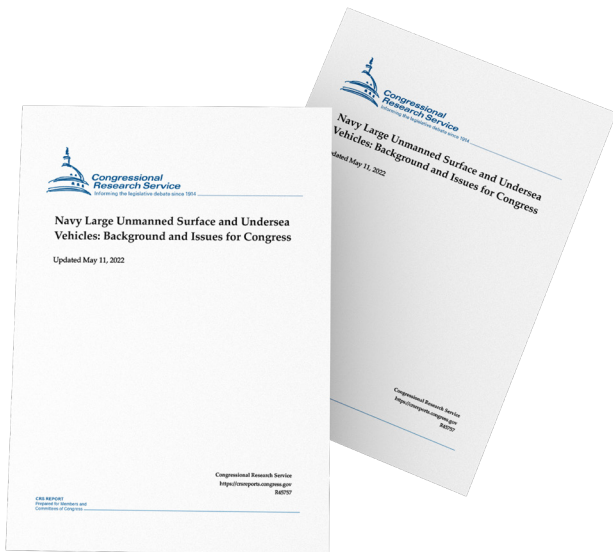 Congressional
Research Service
Informing the legislative debate since 1914
Navy Large Unmanned Surface and Undersea
Vehicles: Background and Issues for Congress
Updated May 11, 2022
Congressional Research Service
https://crsreports.congress.gov
R45757
CRS REPORT
Prepared for Members and
Committees of Congress
Congressional
Research Service
Informing the legislative debate since 1914
Navy Large Unmanned Surface and Undersea
Vehicles: Background and Issues for Congress
dated May 11, 2022
Congressional Research Service
https://crsreports.congress.gov
R45757